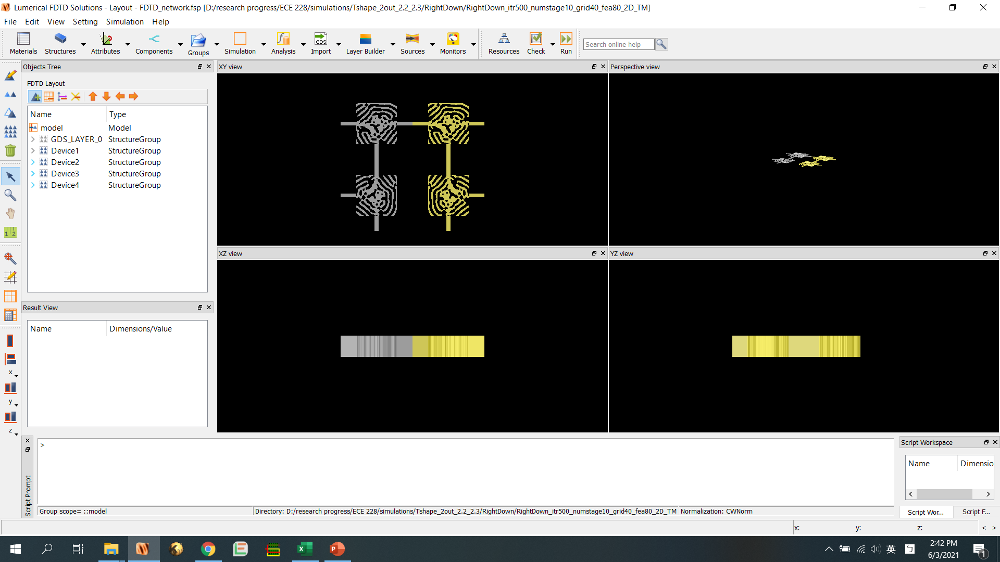 Lumerical FDTD Solutions - Layout - FDTD_network.fsp [D:/research progress/ECE 228/simulations/Tshape_2out_2.2_2.3/RightDown/RightDown_itr500_numstage10_grid40_fea80_2D_TM]
File Edit View Setting Simulation Help
Materials Structures Attributes Components Groups Simulation Analysis GDS Import Layer Builder Sources Monitors Resources Check Run Search online help
Objects Tree
FDTD Layout
Name Type
model Model
GDS_LAYER_0 StructureGroup
Device1 StructureGroup
Device2 StructureGroup
Device3 StructureGroup
Device4 StructureGroup
XY view
Perspective view
XZ view
YZ view
Result View
Name Dimensions/Value
1 2
x
y
z
Script Prompt
>
Group scope= ::model
Directory: D:/research progress/ECE 228/simulations/Tshape_2out_2.2_2.3/RightDown/RightDown_itr500_numstage10_grid40_fea80_2D_TM
Normalization: CWNorm
Script Workspace
Name Dimensio
Script Wor... Script F...
x: y: z: < >
英
ㄅ
2:42 PM
6/3/2021
1